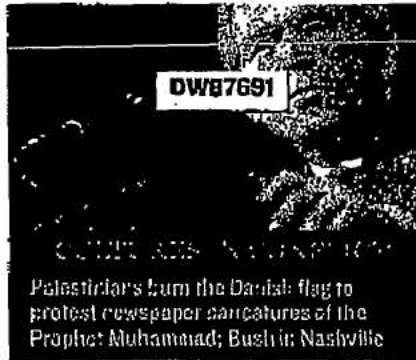 DW87691
Palestinians burn the Danish flag to
protest newspaper caricatures of the
Prophet Muhammad; Bush in Nashville